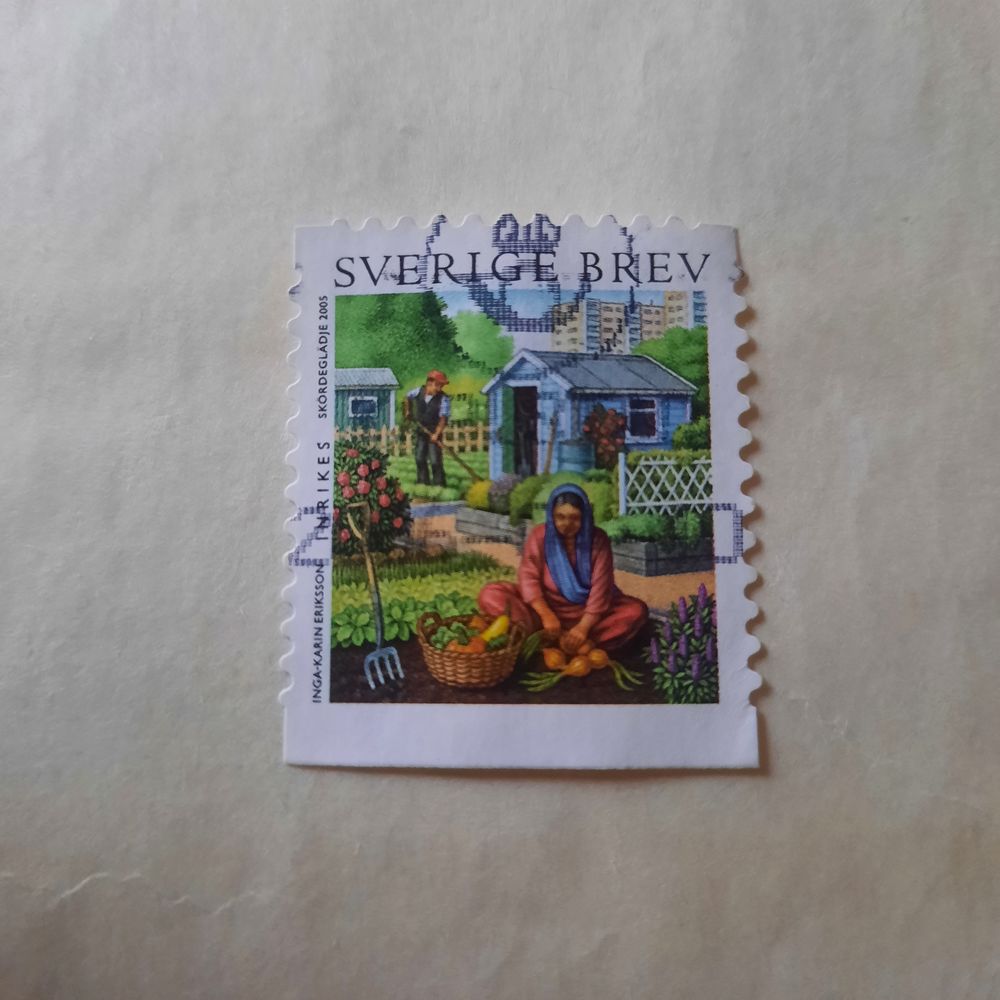 SVERIGE BREV
INGA-KARIN ERIKSSON INRIKES SKÖRDEGLÄDJE 2005